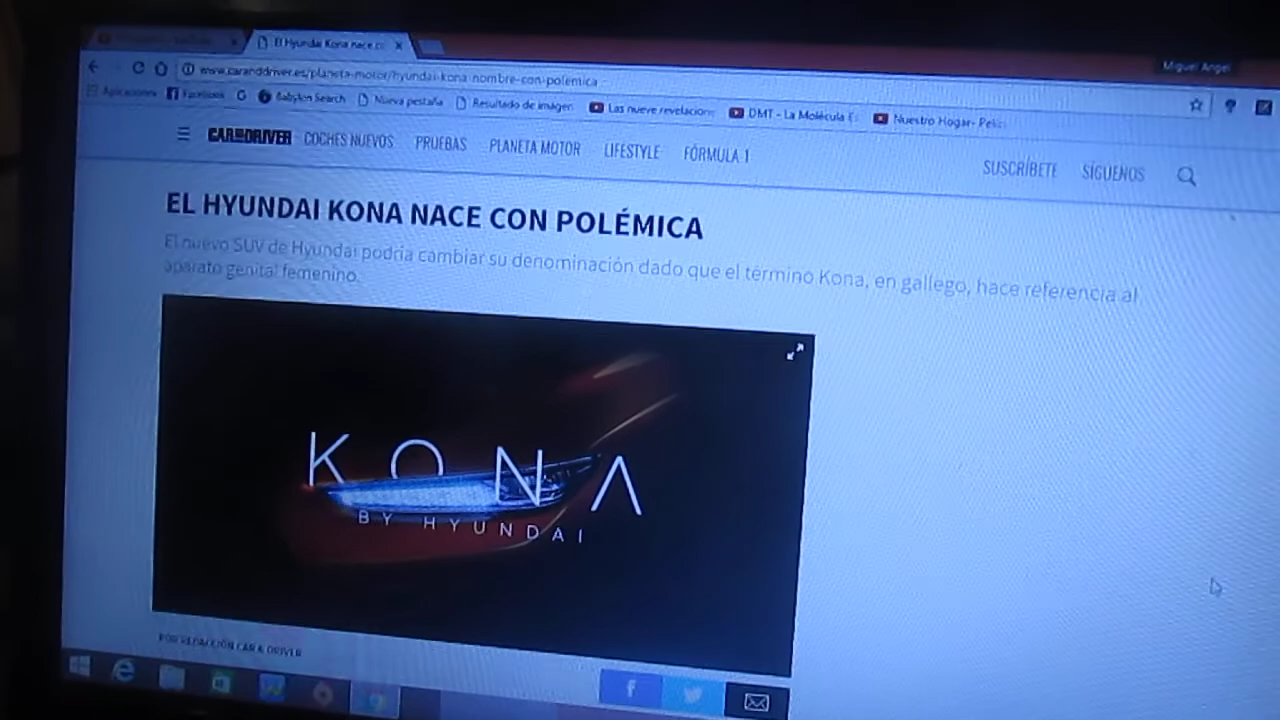 El Hyundai Kona nace co
www.caranddriver.es/planeta-motor/hyundai-kona-nombre-con-polemica
Miguel Angel
Aplicaciones Facebook G Babylon Search Nueva pestaña Resultado de imagen Las nueve revelacione DMT - La Molécula E Nuestro Hogar- Pelic
CAR AND DRIVER COCHES NUEVOS PRUEBAS PLANETA MOTOR LIFESTYLE FÓRMULA 1 SUSCRÍBETE SÍGUENOS
EL HYUNDAI KONA NACE CON POLÉMICA
El nuevo SUV de Hyundai podría cambiar su denominación dado que el término Kona, en gallego, hace referencia al
aparato genital femenino.
KONA
BY HYUNDAI
POR REDACCIÓN CAR & DRIVER